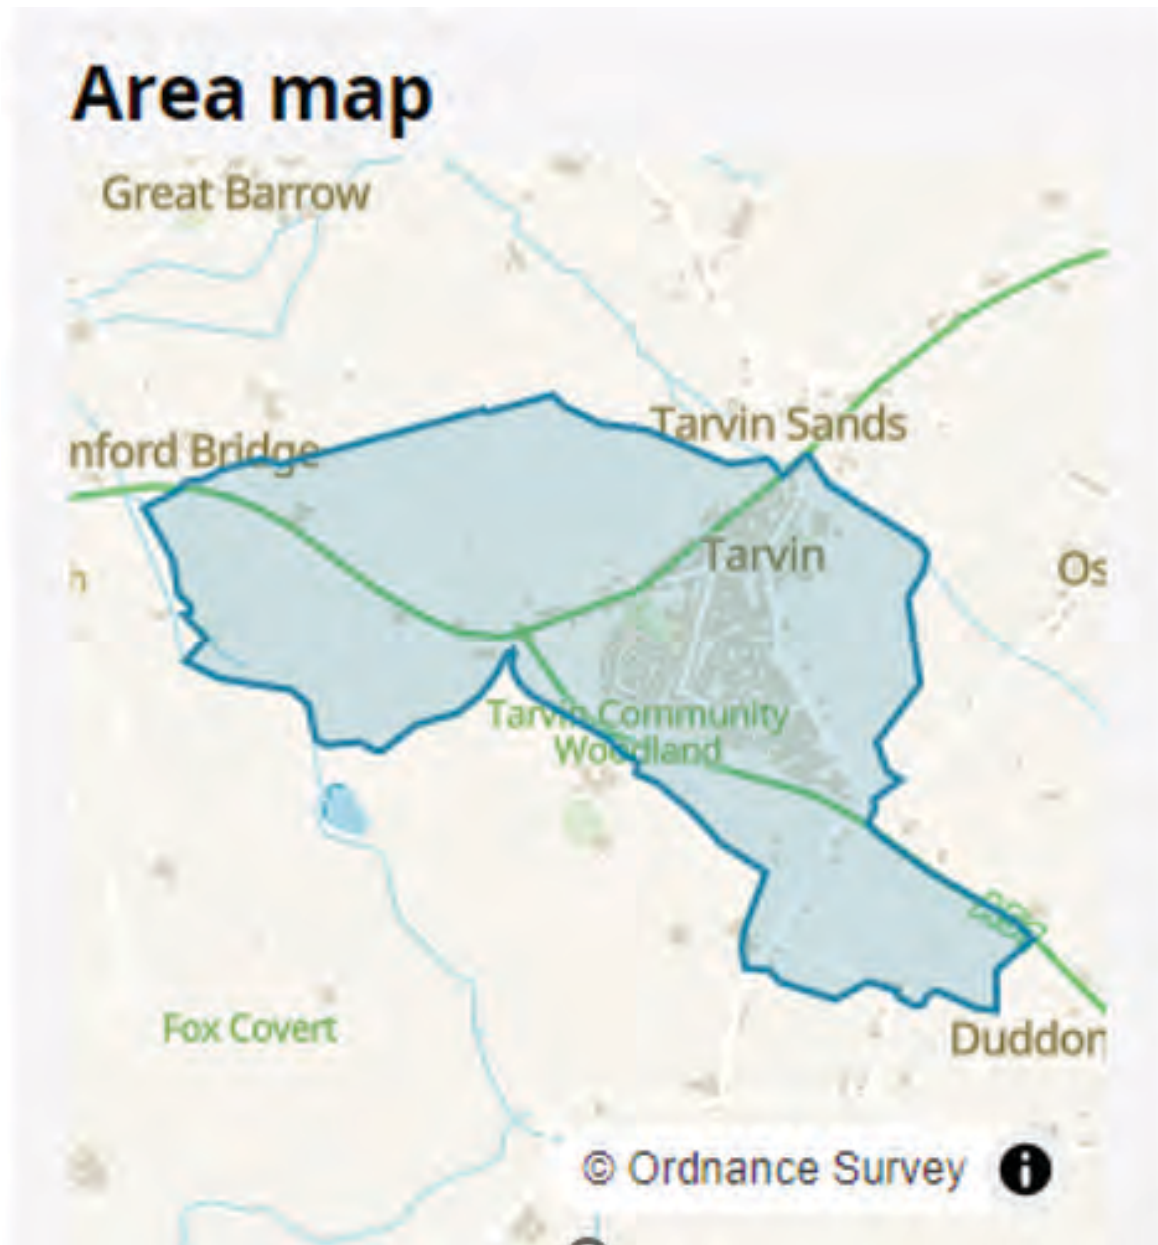 Area map
Great Barrow
Tarvin Sands
nford Bridge
Tarvin
Os
h
Tarvin Community
Woodland
Fox Covert
Duddon
© Ordnance Survey